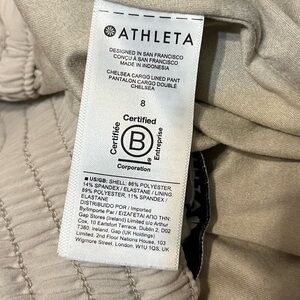 ATHLETA
DESIGNED IN SAN FRANCISCO
CONÇU À SAN FRANCISCO
MADE IN INDONESIA
CHELSEA CARGO LINED PANT
PANTALON CARGO DOUBLÉ
CHELSEA
8
Certified
Certifiée
B
Entreprise
Corporation
US/GB: SHELL: 86% POLYESTER,
14% SPANDEX / ELASTANE / LINING:
89% POLYESTER, 11% SPANDEX /
ELASTANE
DISTRIBUIDO POR / Imported
By/Importe Par / ΕΙΣΑΓΕΤΑΙ ΑΠΟ ΤΗΝ:
Gap Stores (Ireland) Limited c/o Arthur
Cox, 10 Earlsfort Terrace, Dublin 2, D02
T380, Ireland. Gap (UK Holdings)
Limited, 2nd Floor Nations House, 103
Wigmore Street, London, W1U 1QS, UK